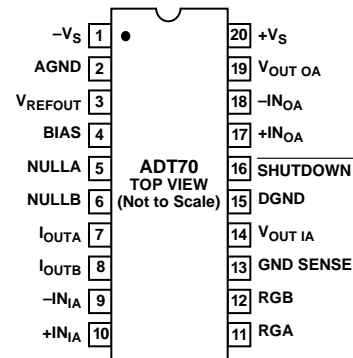 –VS 1 20 +VS
AGND 2 19 VOUT OA
VREFOUT 3 18 –INOA
BIAS 4 17 +INOA
NULLA 5 16 SHUTDOWN
NULLB 6 15 DGND
IOUTA 7 14 VOUT IA
IOUTB 8 13 GND SENSE
–INIA 9 12 RGB
+INIA 10 11 RGA
ADT70
TOP VIEW
(Not to Scale)